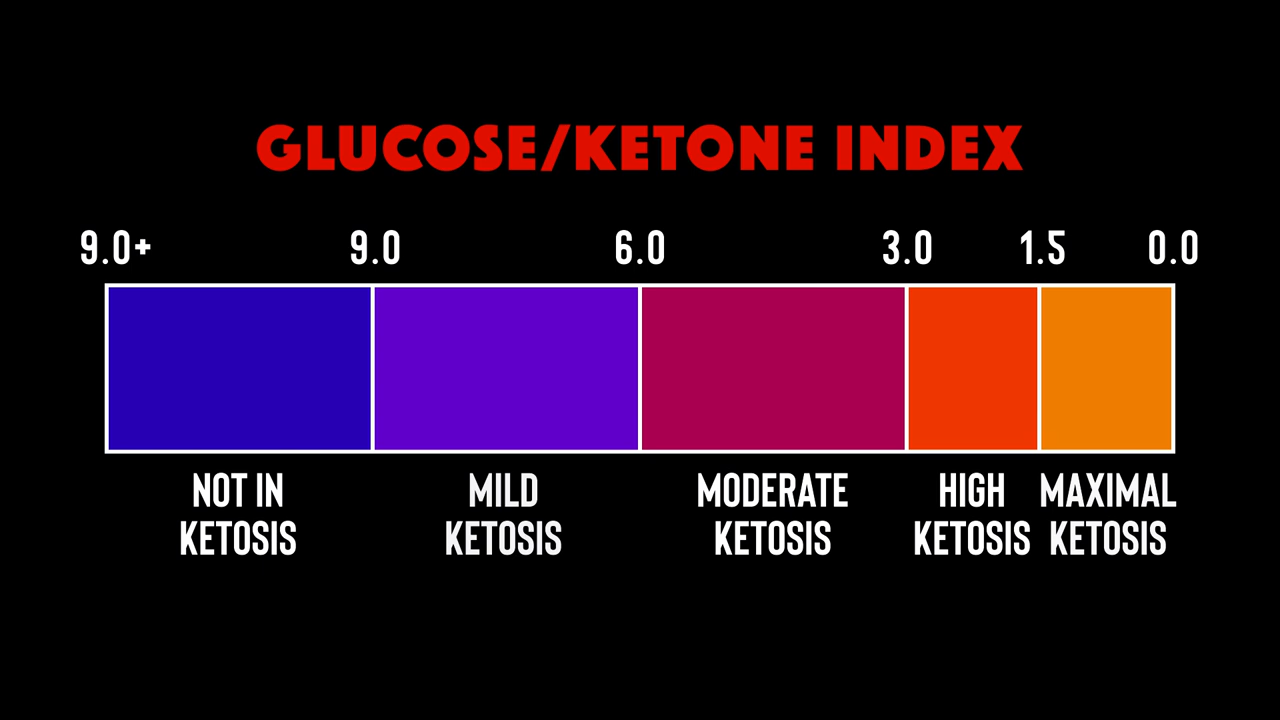 GLUCOSE/KETONE INDEX
9.0+ 9.0 6.0 3.0 1.5 0.0
NOT IN KETOSIS
MILD KETOSIS
MODERATE KETOSIS
HIGH KETOSIS
MAXIMAL KETOSIS